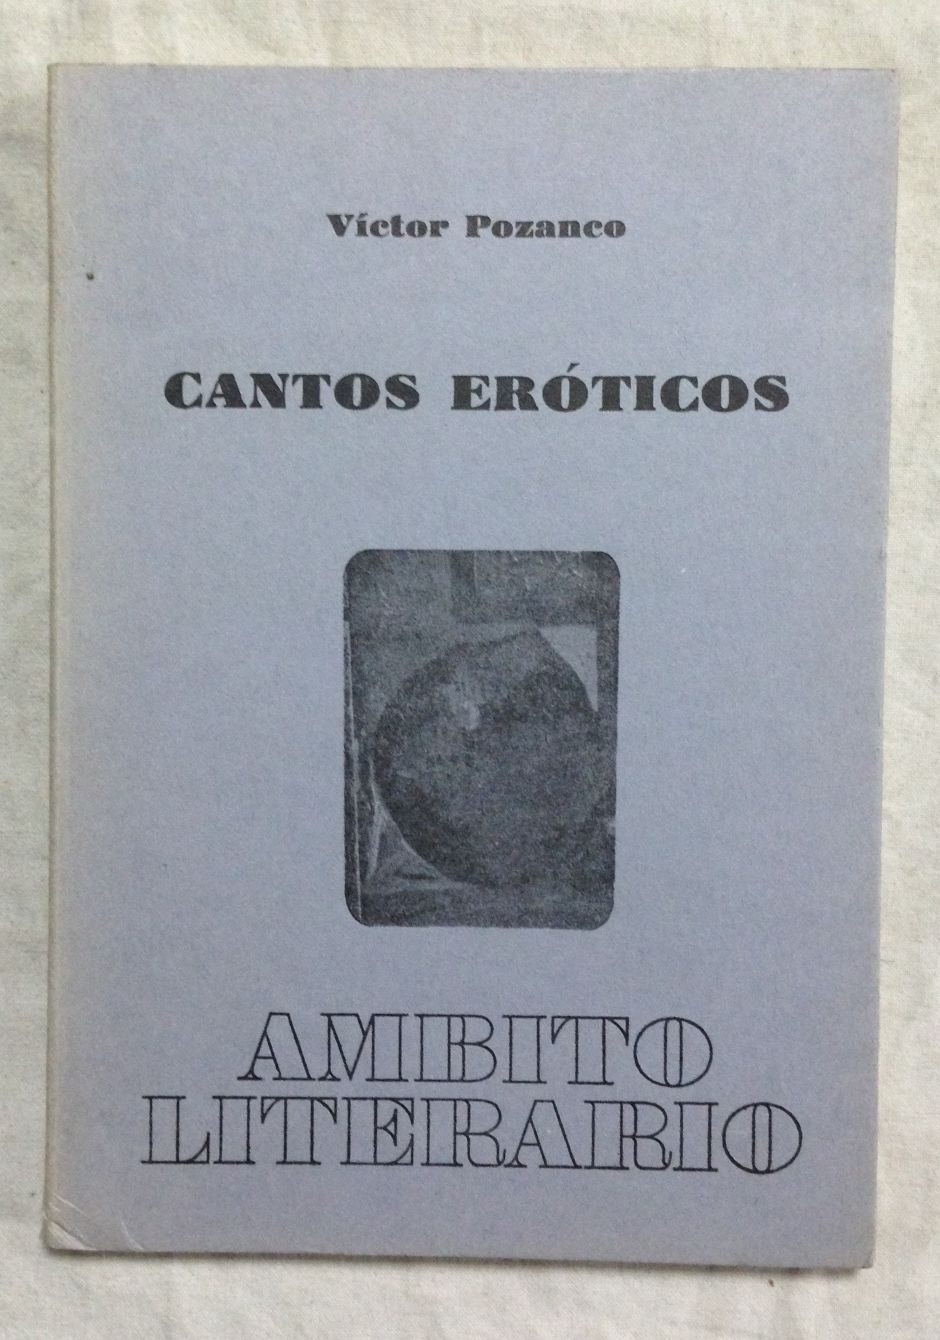 Víctor Pozanco
CANTOS ERÓTICOS
AMBITO
LITERARIO